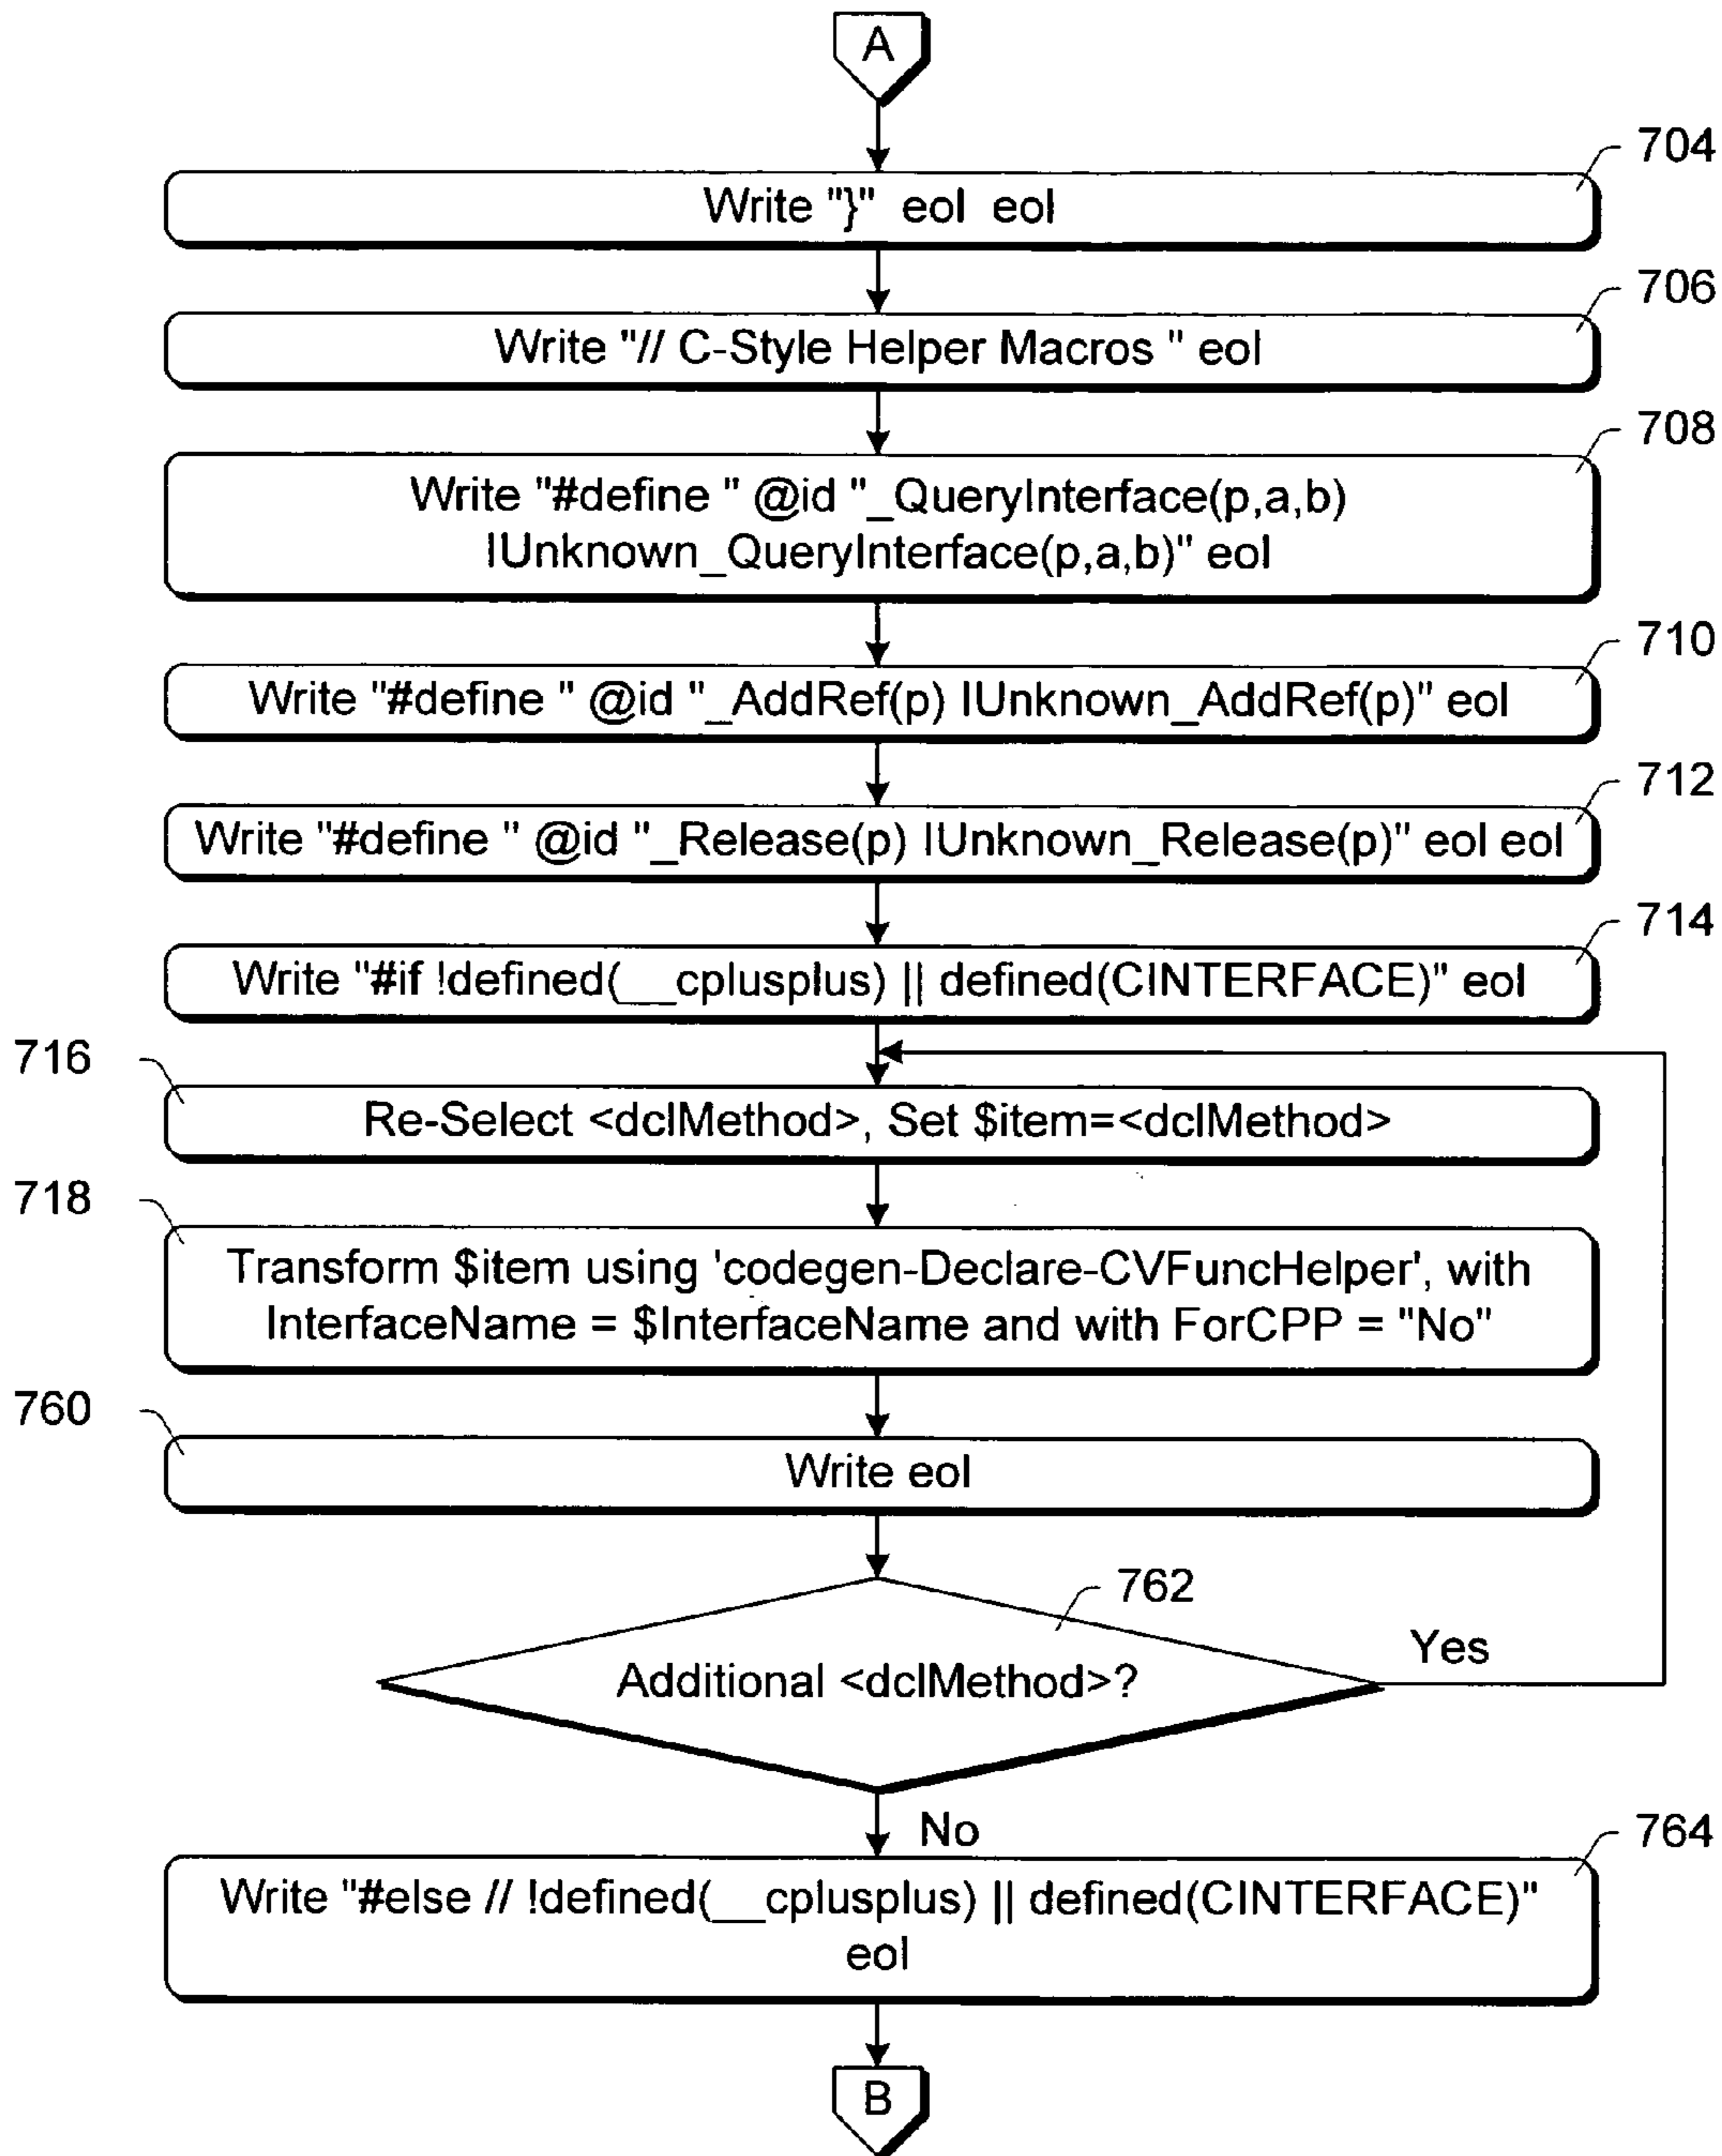 A
704
Write "}" eol eol
706
Write "// C-Style Helper Macros " eol
708
Write "#define " @id "_QueryInterface(p,a,b)
IUnknown_QueryInterface(p,a,b)" eol
710
Write "#define " @id "_AddRef(p) IUnknown_AddRef(p)" eol
712
Write "#define " @id "_Release(p) IUnknown_Release(p)" eol eol
714
Write "#if !defined(__cplusplus) || defined(CINTERFACE)" eol
716
Re-Select <dclMethod>, Set $item=<dclMethod>
718
Transform $item using 'codegen-Declare-CVFuncHelper', with
InterfaceName = $InterfaceName and with ForCPP = "No"
760
Write eol
762
Additional <dclMethod>?
Yes
No
764
Write "#else // !defined(__cplusplus) || defined(CINTERFACE)"
eol
B